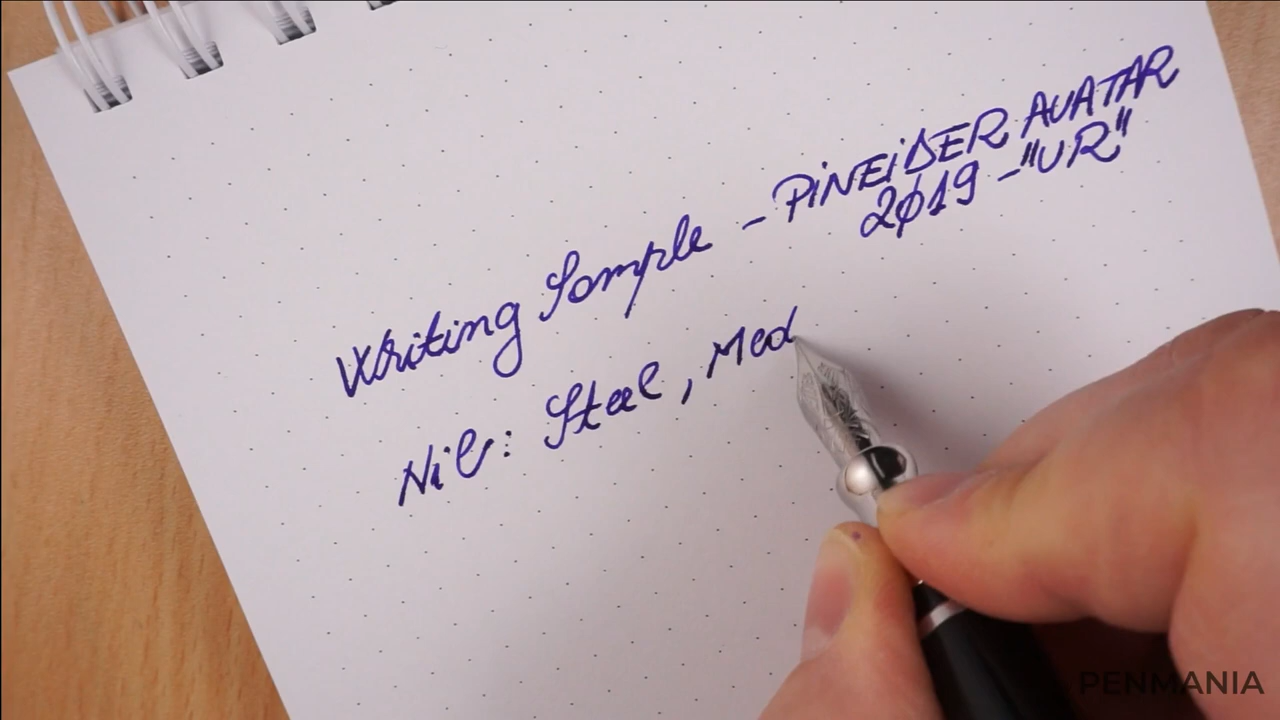 Writing Sample - PiNEiDER AVATAR
2019 - "UR"
Nib: Steel, Med
PENMANIA